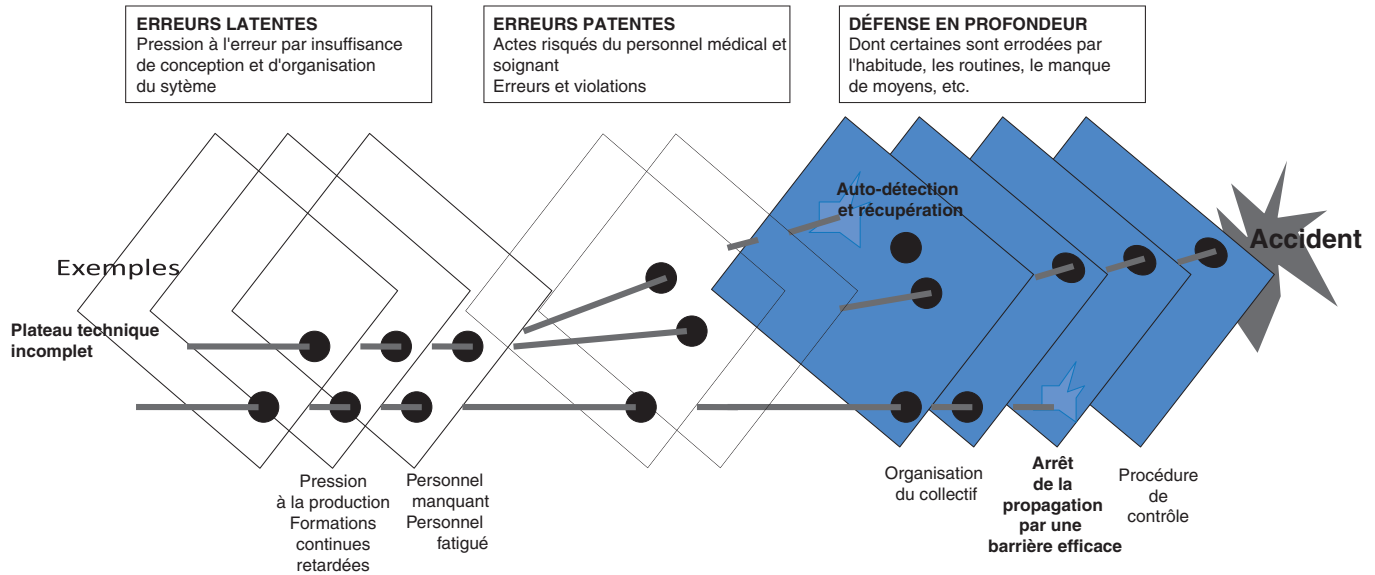 ERREURS LATENTES
Pression à l'erreur par insuffisance
de conception et d'organisation
du sytème
ERREURS PATENTES
Actes risqués du personnel médical et
soignant
Erreurs et violations
DÉFENSE EN PROFONDEUR
Dont certaines sont errodées par
l'habitude, les routines, le manque
de moyens, etc.
Auto-détection
et récupération
Accident
Exemples
Plateau technique
incomplet
Pression
à la production
Formations
continues
retardées
Personnel
manquant
Personnel
fatigué
Organisation
du collectif
Arrêt
de la
propagation
par une
barrière efficace
Procédure
de
contrôle